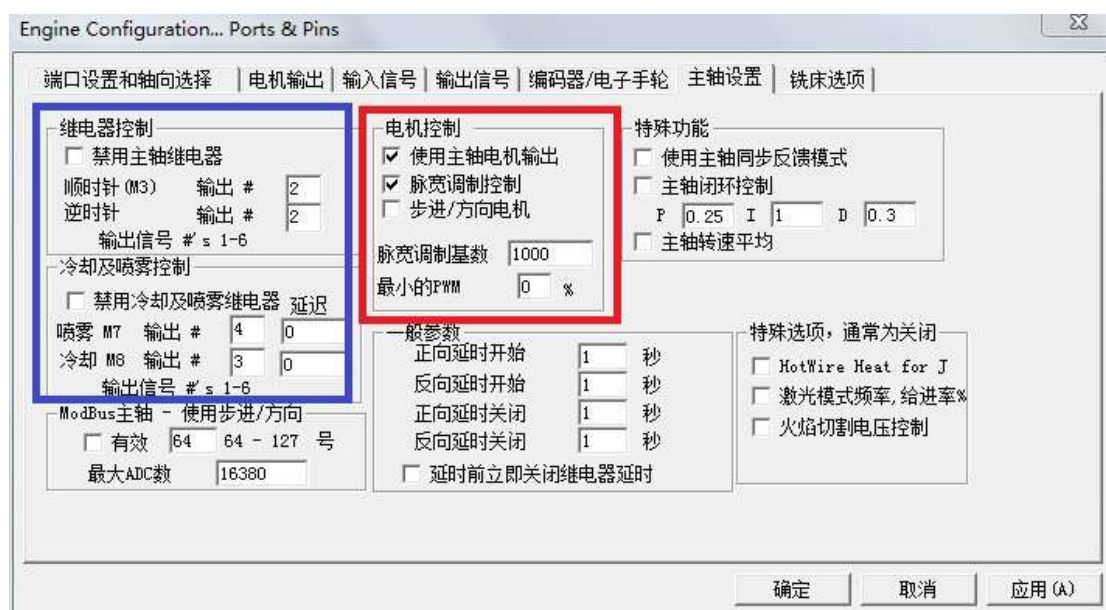 Engine Configuration... Ports & Pins
端口设置和轴向选择 电机输出 输入信号 输出信号 编码器/电子手轮 主轴设置 铣床选项
继电器控制
禁用主轴继电器
顺时针(M3) 输出 # 2
逆时针 输出 # 2
输出信号 #'s 1-6
冷却及喷雾控制
禁用冷却及喷雾继电器 延迟
喷雾 M7 输出 # 4 0
冷却 M8 输出 # 3 0
输出信号 #'s 1-6
ModBus主轴 - 使用步进/方向
有效 64 64 - 127 号
最大ADC数 16380
电机控制
使用主轴电机输出
脉宽调制控制
步进/方向电机
脉宽调制基数 1000
最小的PWM 0 %
一般参数
正向延时开始 1 秒
反向延时开始 1 秒
正向延时关闭 1 秒
反向延时关闭 1 秒
延时前立即关闭继电器延时
特殊功能
使用主轴同步反馈模式
主轴闭环控制
P 0.25 I 1 D 0.3
主轴转速平均
特殊选项，通常为关闭
HotWire Heat for J
激光模式频率,给进率%
火焰切割电压控制
确定 取消 应用(A)